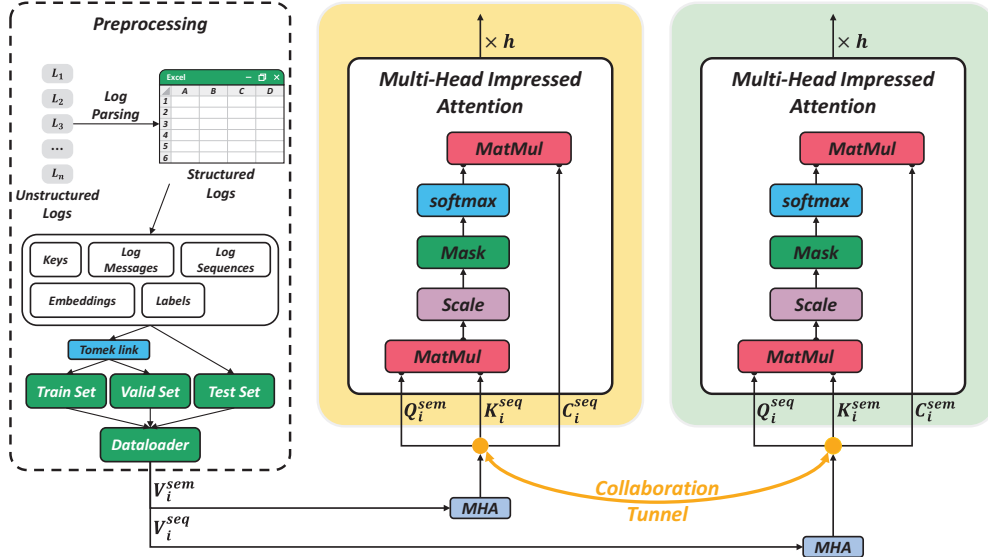 Preprocessing
L₁
L₂
L₃
...
Lₙ
Unstructured
Logs
Log
Parsing
Excel
A B C D
1
2
3
4
5
6
Structured
Logs
Keys
Log
Messages
Log
Sequences
Embeddings
Labels
Tomek link
Train Set
Valid Set
Test Set
Dataloader
V_i^{sem}
V_i^{seq}
× h
Multi-Head Impressed
Attention
MatMul
softmax
Mask
Scale
MatMul
Q_i^{sem}
K_i^{seq}
C_i^{seq}
MHA
Collaboration
Tunnel
× h
Multi-Head Impressed
Attention
MatMul
softmax
Mask
Scale
MatMul
Q_i^{seq}
K_i^{sem}
C_i^{sem}
MHA